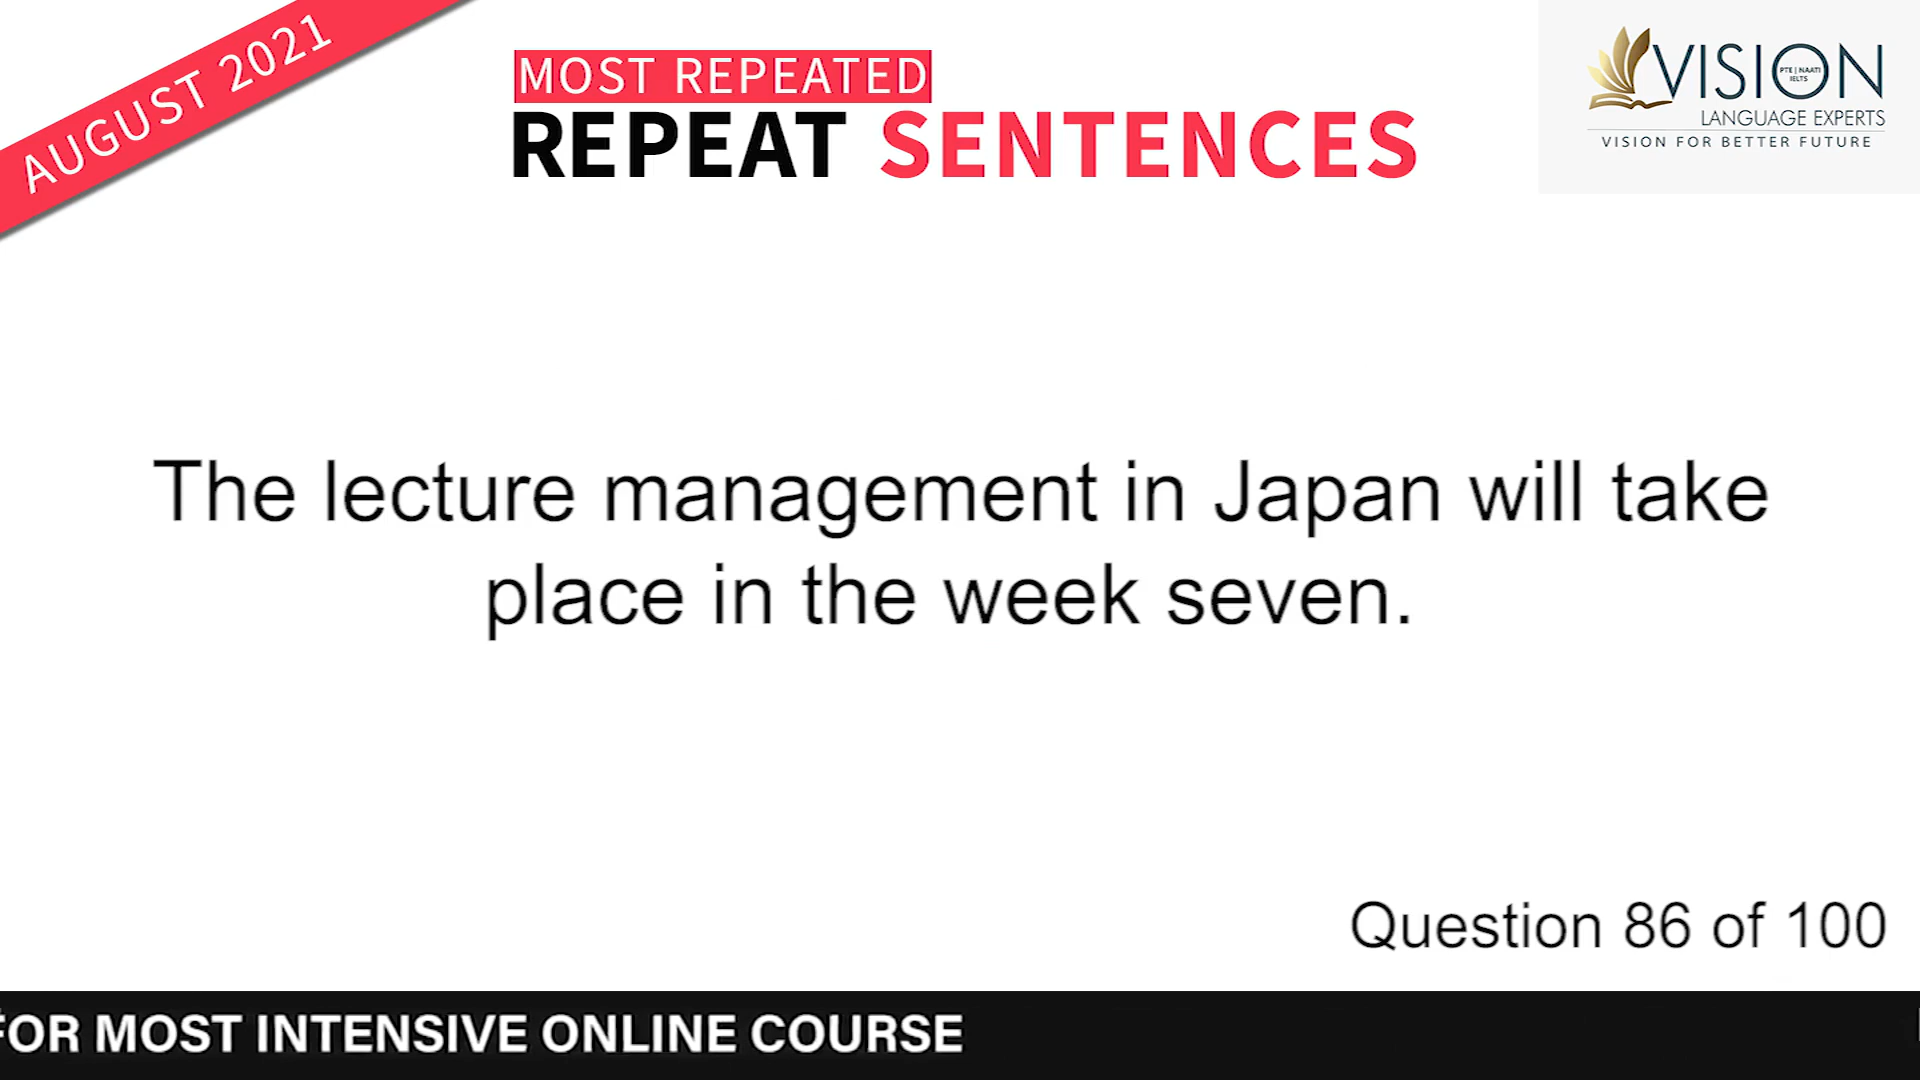 AUGUST 2021
MOST REPEATED
REPEAT SENTENCES
VISION
PTE | NAATI
IELTS
LANGUAGE EXPERTS
VISION FOR BETTER FUTURE
The lecture management in Japan will take
place in the week seven.
Question 86 of 100
FOR MOST INTENSIVE ONLINE COURSE